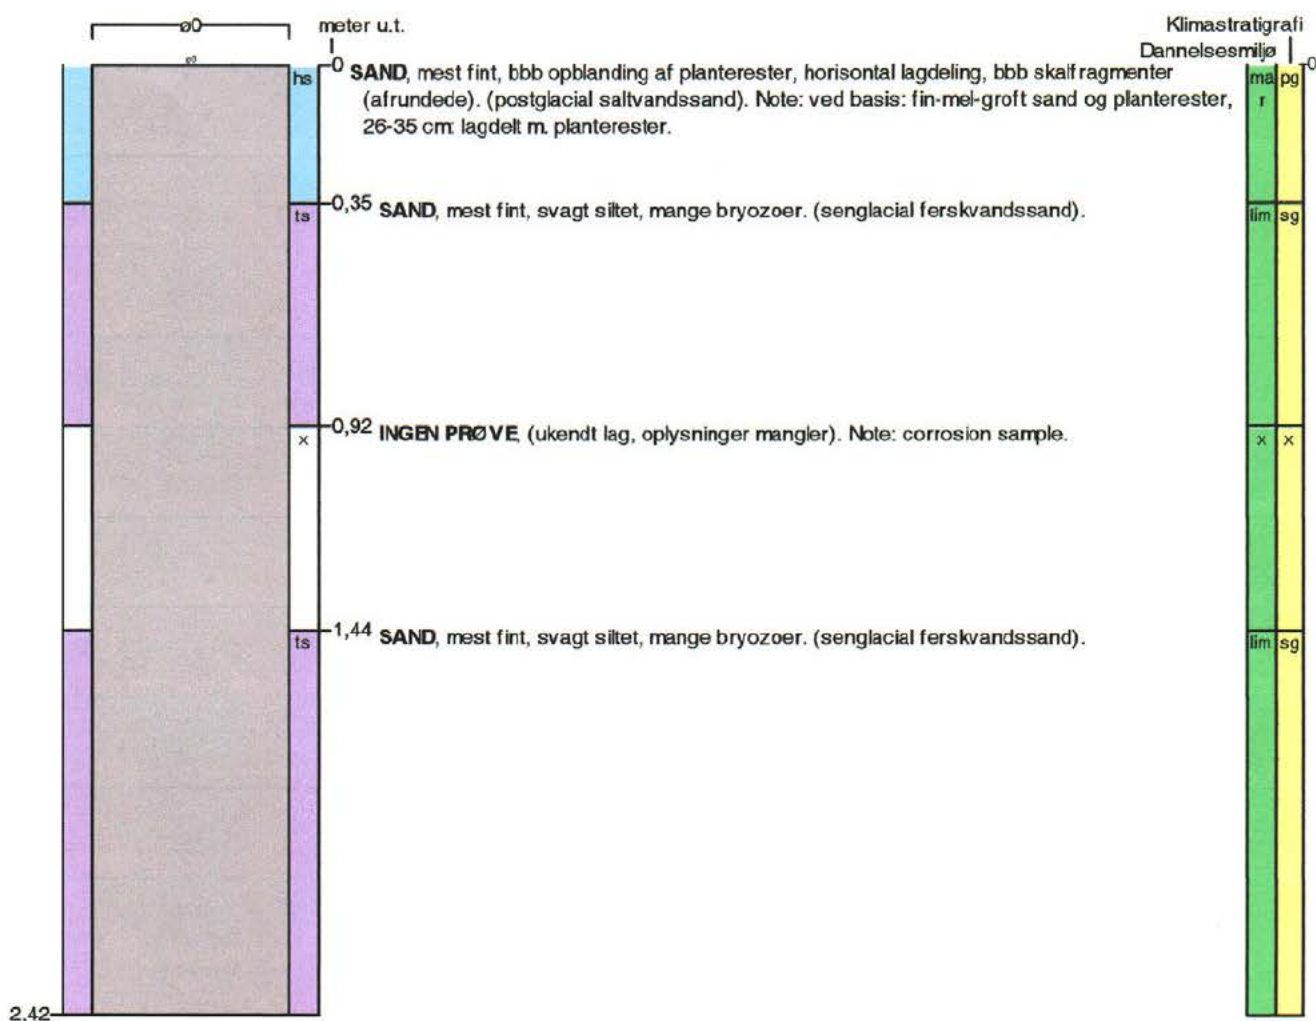 ø0 meter u.t. Klimastratigrafi
Dannelsesmiljø
0 0
hs SAND, mest fint, bbb opblanding af planterester, horisontal lagdeling, bbb skalfragmenter ma pg
(afrundede). (postglacial saltvandssand). Note: ved basis: fin-mel-groft sand og planterester, r
26-35 cm: lagdelt m. planterester.
0,35 SAND, mest fint, svagt siltet, mange bryozoer. (senglacial ferskvandssand).
ts lim sg
0,92 INGEN PRØVE, (ukendt lag, oplysninger mangler). Note: corrosion sample.
x x x
1,44 SAND, mest fint, svagt siltet, mange bryozoer. (senglacial ferskvandssand).
ts lim sg
2,42